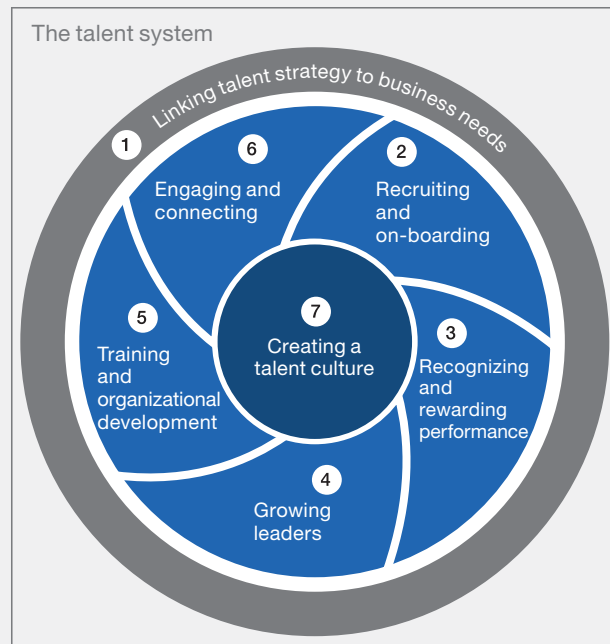 The talent system
1
Linking talent strategy to business needs
2
Recruiting
and
on-boarding
3
Recognizing
and
rewarding
performance
4
Growing
leaders
5
Training
and
organizational
development
6
Engaging and
connecting
7
Creating a
talent culture